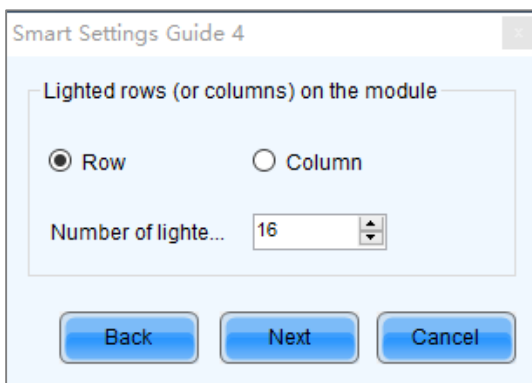 Smart Settings Guide 4
x
Lighted rows (or columns) on the module
Row Column
Number of lighte... 16
Back Next Cancel